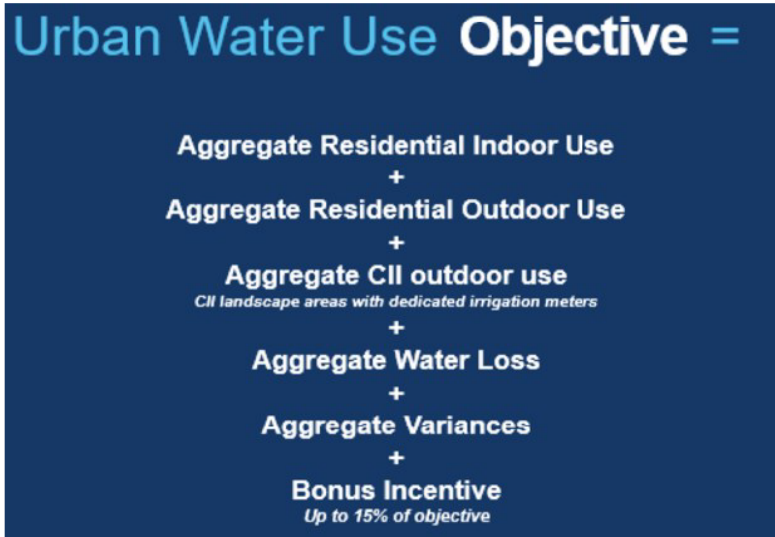 Urban Water Use Objective =
Aggregate Residential Indoor Use
+
Aggregate Residential Outdoor Use
+
Aggregate CII outdoor use
CII landscape areas with dedicated irrigation meters
+
Aggregate Water Loss
+
Aggregate Variances
+
Bonus Incentive
Up to 15% of objective